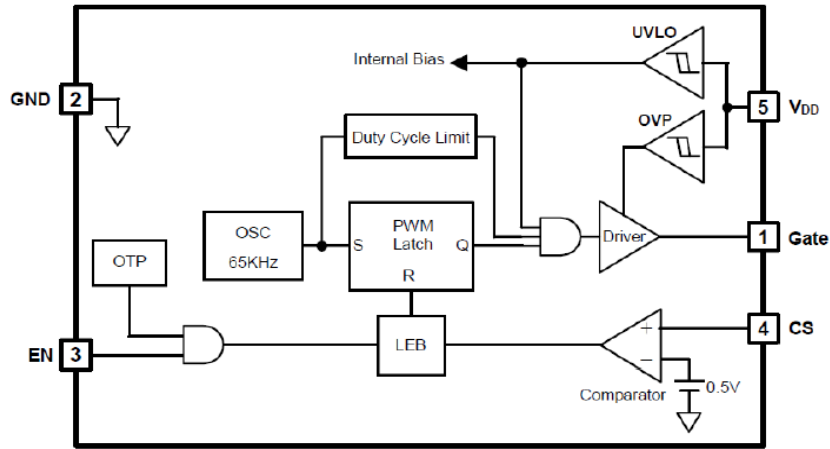 UVLO
Internal Bias
GND 2
5 VDD
OVP
Duty Cycle Limit
OSC
65KHz
PWM
Latch
S
Q
R
Driver
1 Gate
OTP
4 CS
+
−
LEB
EN 3
Comparator
0.5V